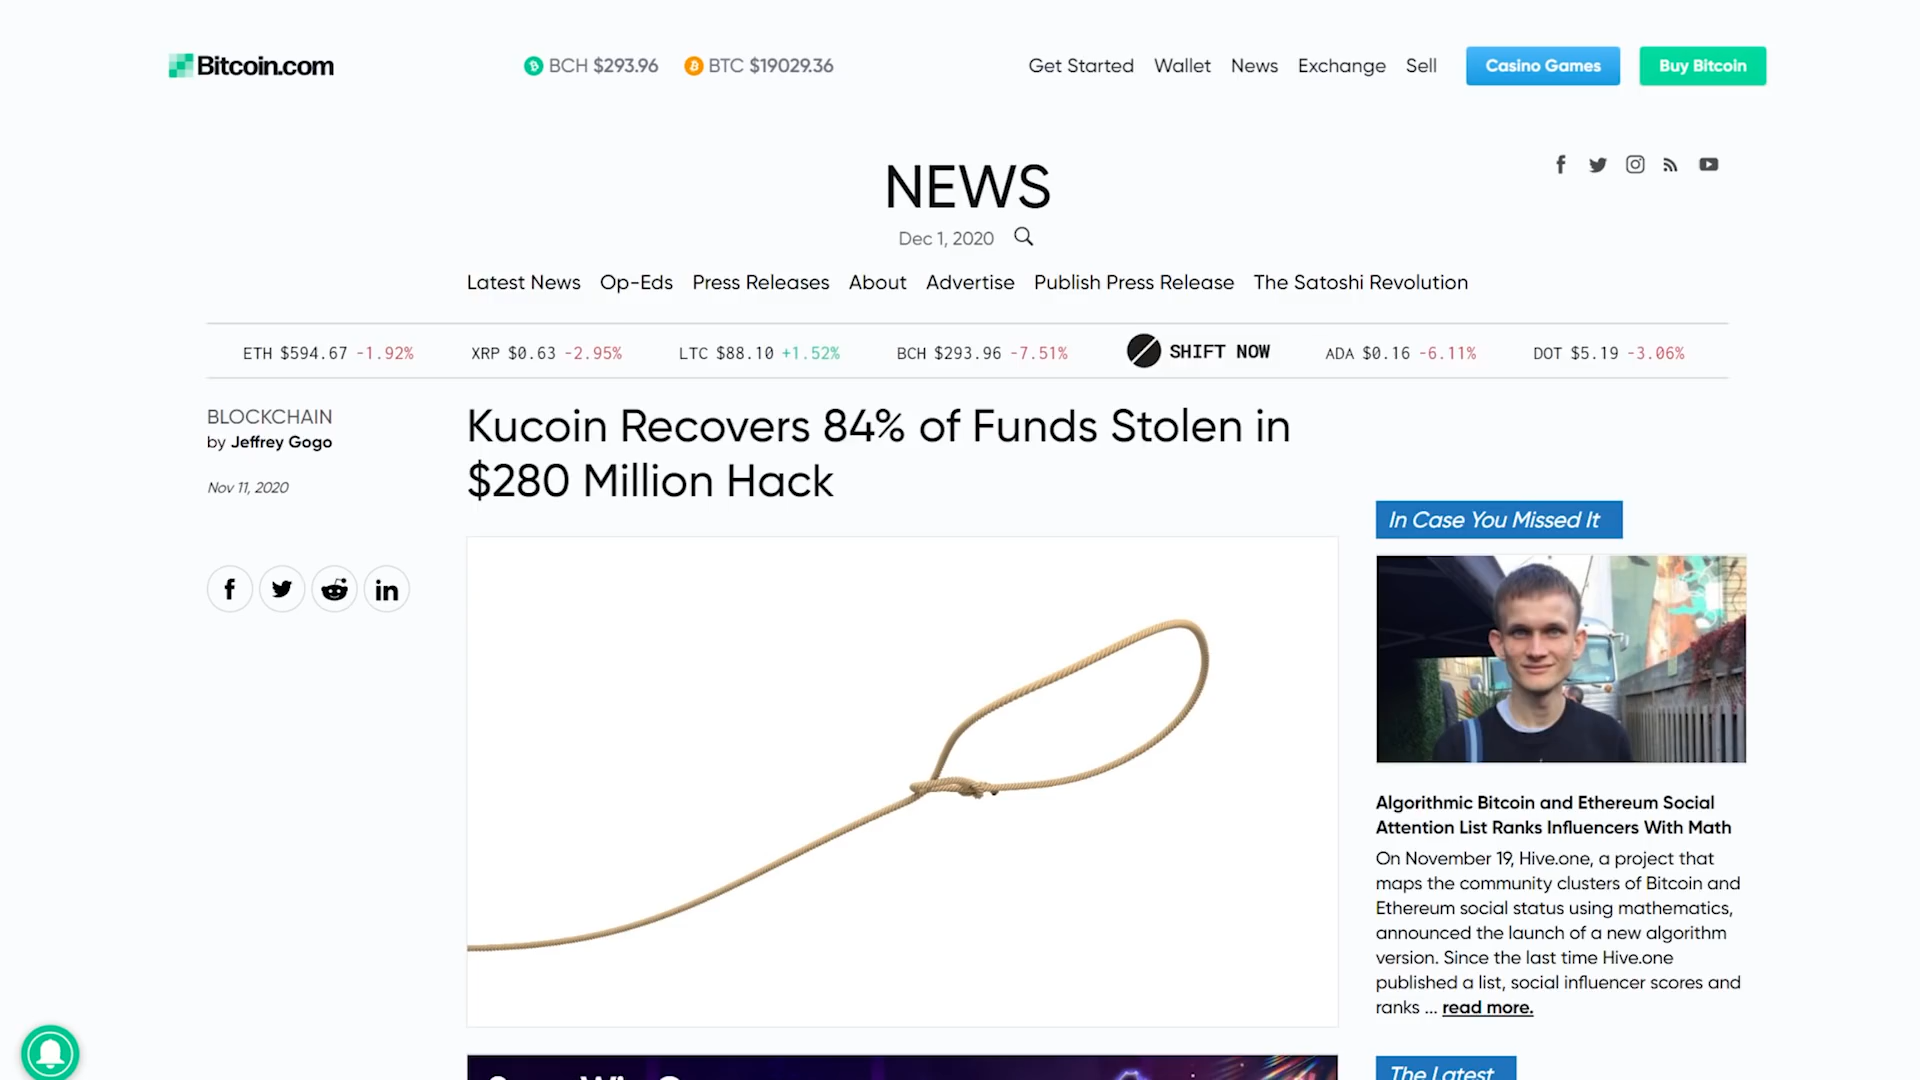 Bitcoin.com
BCH $293.96 BTC $19029.36
Get Started Wallet News Exchange Sell Casino Games Buy Bitcoin
NEWS
Dec 1, 2020
Latest News Op-Eds Press Releases About Advertise Publish Press Release The Satoshi Revolution
ETH $594.67 -1.92% XRP $0.63 -2.95% LTC $88.10 +1.52% BCH $293.96 -7.51% SHIFT NOW ADA $0.16 -6.11% DOT $5.19 -3.06%
BLOCKCHAIN
by Jeffrey Gogo
Nov 11, 2020
Kucoin Recovers 84% of Funds Stolen in
$280 Million Hack
In Case You Missed It
Algorithmic Bitcoin and Ethereum Social
Attention List Ranks Influencers With Math
On November 19, Hive.one, a project that
maps the community clusters of Bitcoin and
Ethereum social status using mathematics,
announced the launch of a new algorithm
version. Since the last time Hive.one
published a list, social influencer scores and
ranks ... read more.
The Latest